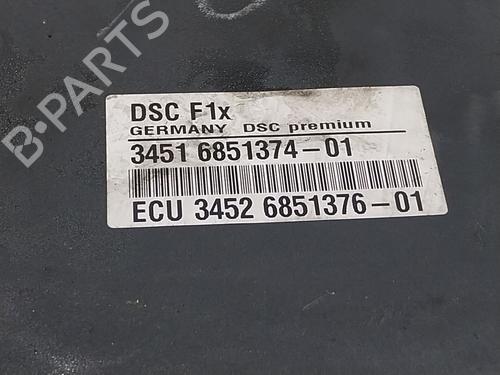 B-PARTS
DSC F1x
GERMANY DSC premium
3451 6851374-01
ECU 3452 6851376-01